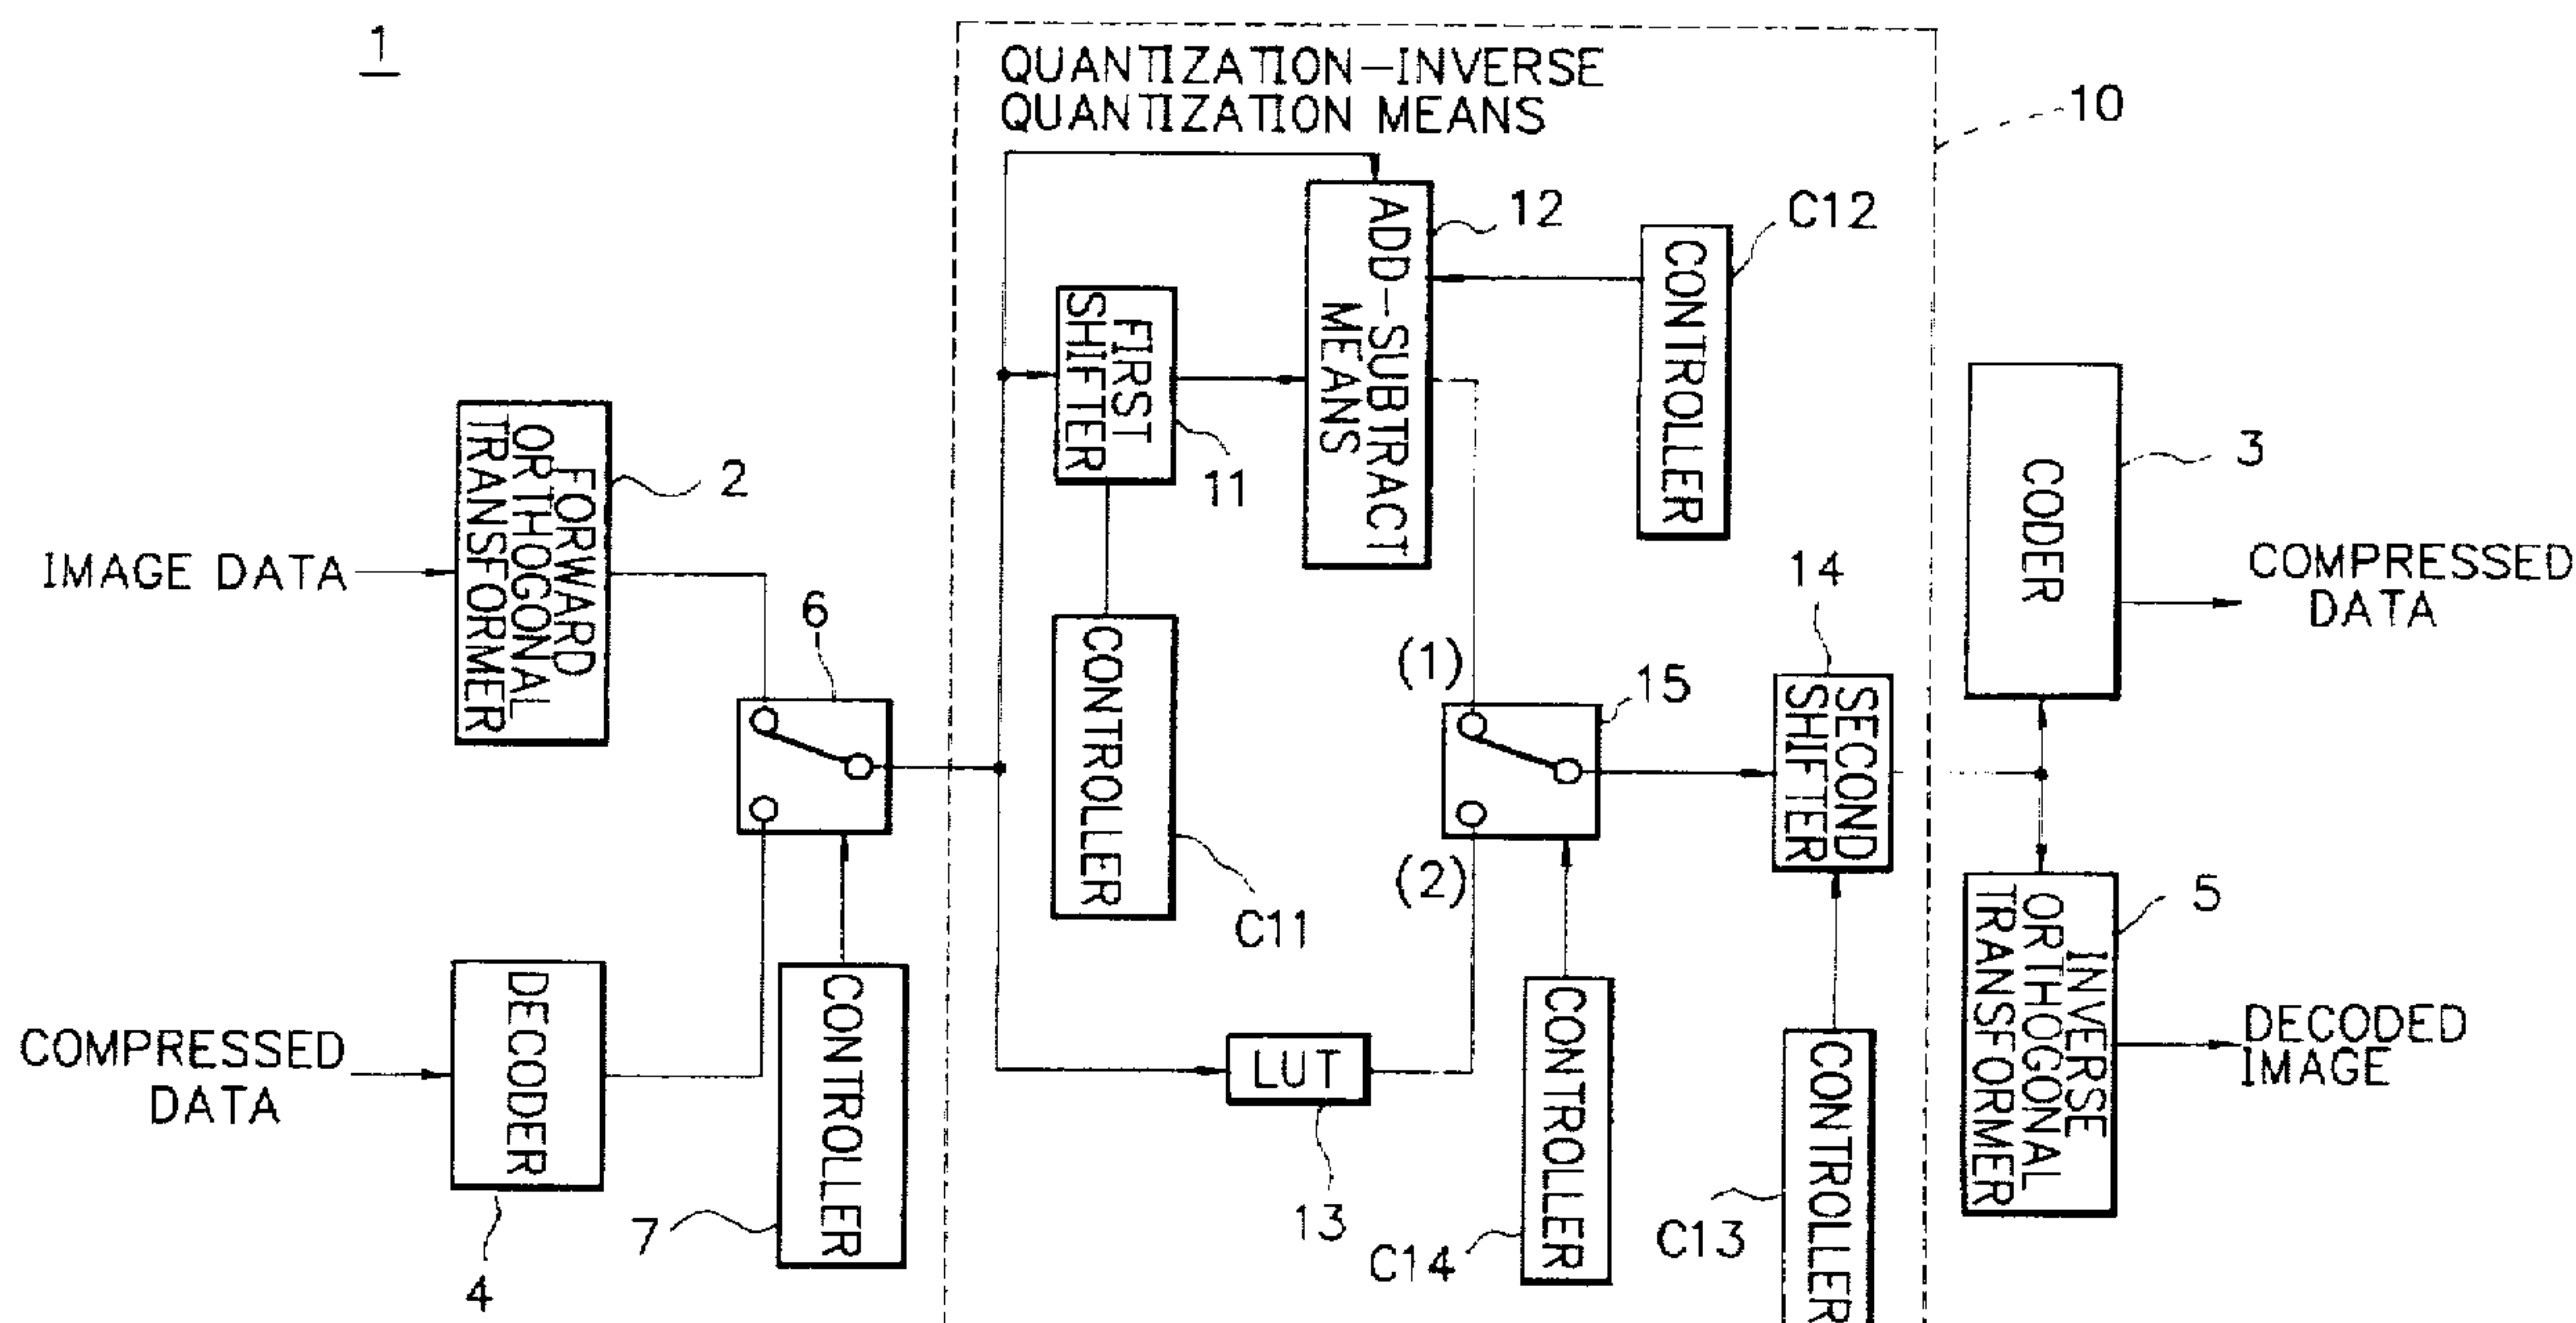 1
QUANTIZATION-INVERSE
QUANTIZATION MEANS
10
ADD-SUBTRACT
MEANS
12
CONTROLLER
C12
FIRST
SHIFTER
11
CONTROLLER
C11
IMAGE DATA
FORWARD
ORTHOGONAL
TRANSFORMER
2
6
COMPRESSED
DATA
DECODER
4
CONTROLLER
7
LUT
13
(1)
(2)
15
CONTROLLER
C14
SECOND
SHIFTER
14
CONTROLLER
C13
CODER
3
COMPRESSED
DATA
INVERSE
ORTHOGONAL
TRANSFORMER
5
DECODED
IMAGE